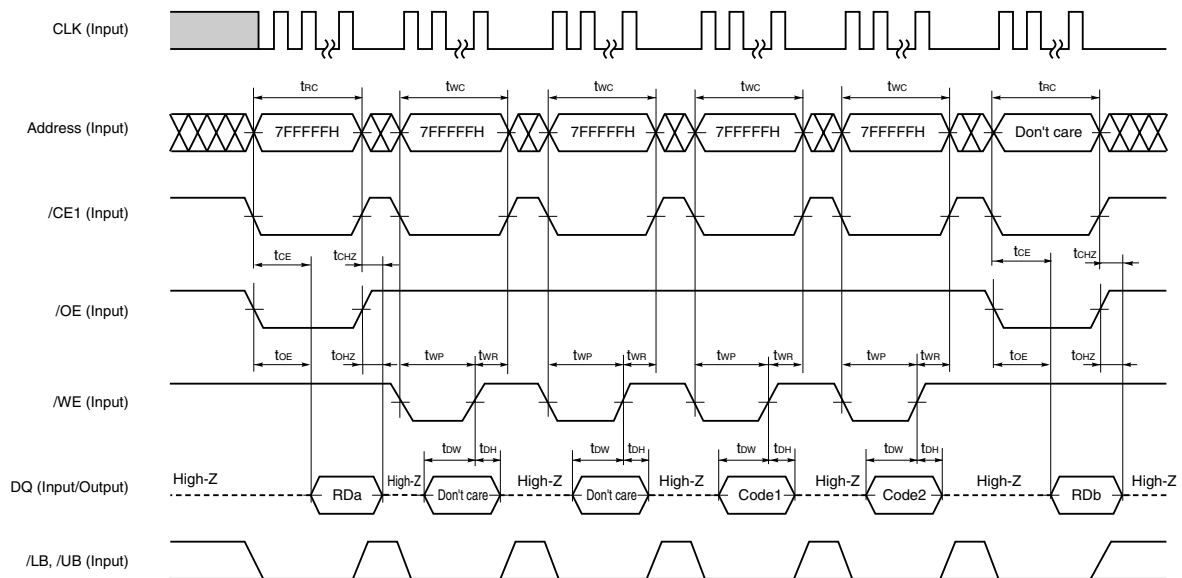 CLK (Input)
tRC tWC tWC tWC tWC tRC
Address (Input) 7FFFFFH 7FFFFFH 7FFFFFH 7FFFFFH 7FFFFFH Don't care
/CE1 (Input)
tCE tCHZ tCE tCHZ
/OE (Input)
tOE tOHZ tWP tWR tWP tWR tWP tWR tWP tWR tOE tOHZ
/WE (Input)
tDW tDH tDW tDH tDW tDH tDW tDH
DQ (Input/Output) High-Z RDa High-Z Don't care High-Z Don't care High-Z Code1 High-Z Code2 High-Z RDb High-Z
/LB, /UB (Input)